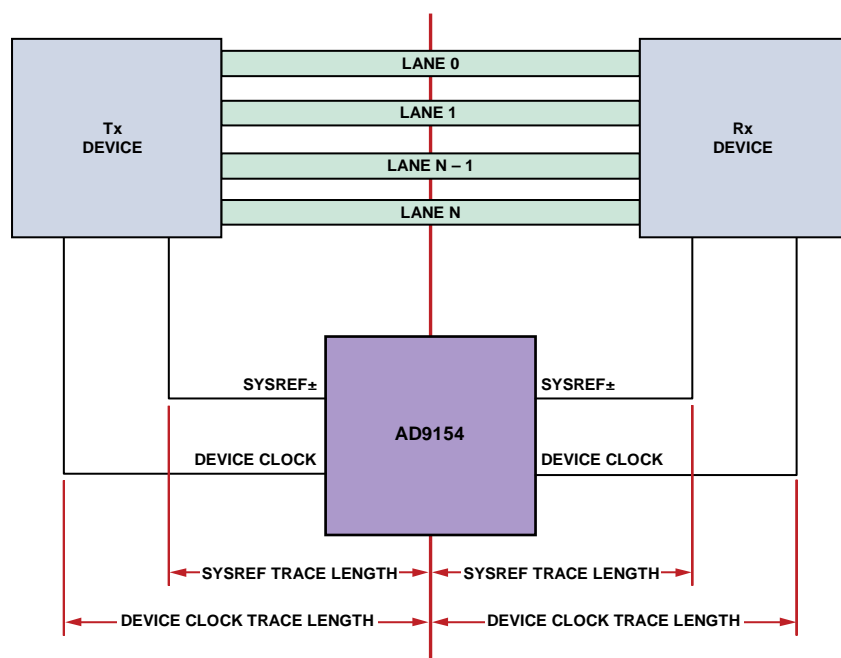 LANE 0
LANE 1
LANE N – 1
LANE N
Tx
DEVICE
Rx
DEVICE
SYSREF±
SYSREF±
AD9154
DEVICE CLOCK
DEVICE CLOCK
SYSREF TRACE LENGTH
SYSREF TRACE LENGTH
DEVICE CLOCK TRACE LENGTH
DEVICE CLOCK TRACE LENGTH